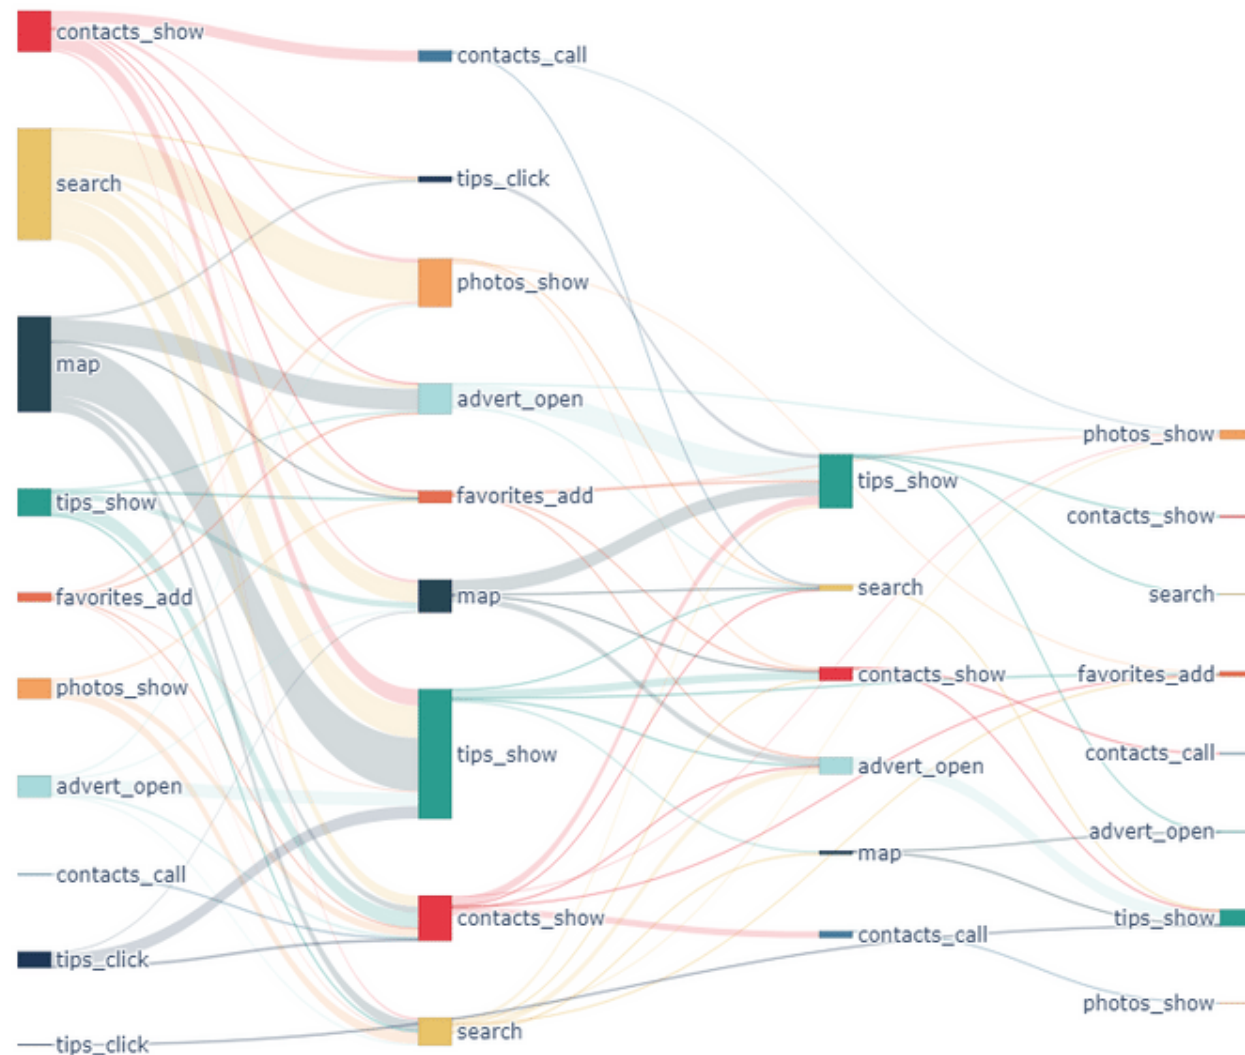 contacts_show
search
map
tips_show
favorites_add
photos_show
advert_open
contacts_call
tips_click
tips_click
contacts_call
tips_click
photos_show
advert_open
favorites_add
map
tips_show
contacts_show
search
tips_show
search
contacts_show
advert_open
map
contacts_call
photos_show
contacts_show
search
favorites_add
contacts_call
advert_open
tips_show
photos_show